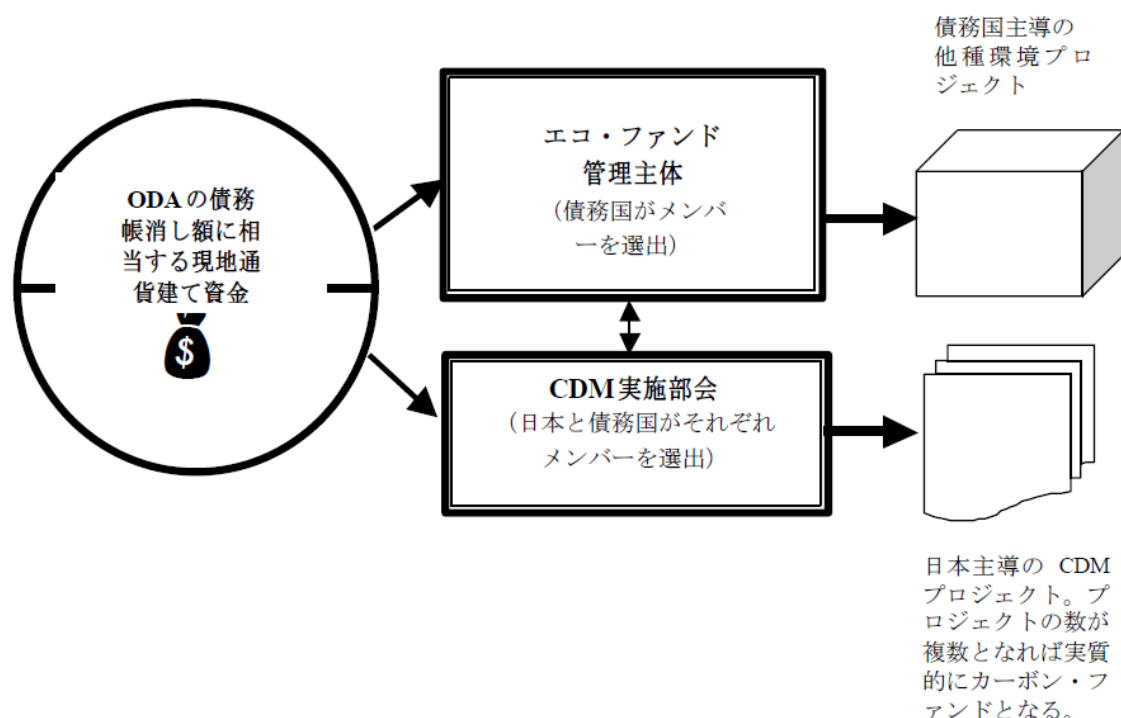 債務国主導の
他種環境プロ
ジェクト
エコ・ファンド
管理主体
（債務国がメンバ
ーを選出）
ODAの債務
帳消し額に相
当する現地通
貨建て資金
$
CDM実施部会
（日本と債務国がそれぞれ
メンバーを選出）
日本主導の CDM
プロジェクト。プ
ロジェクトの数が
複数となれば実質
的にカーボン・フ
ァンドとなる。